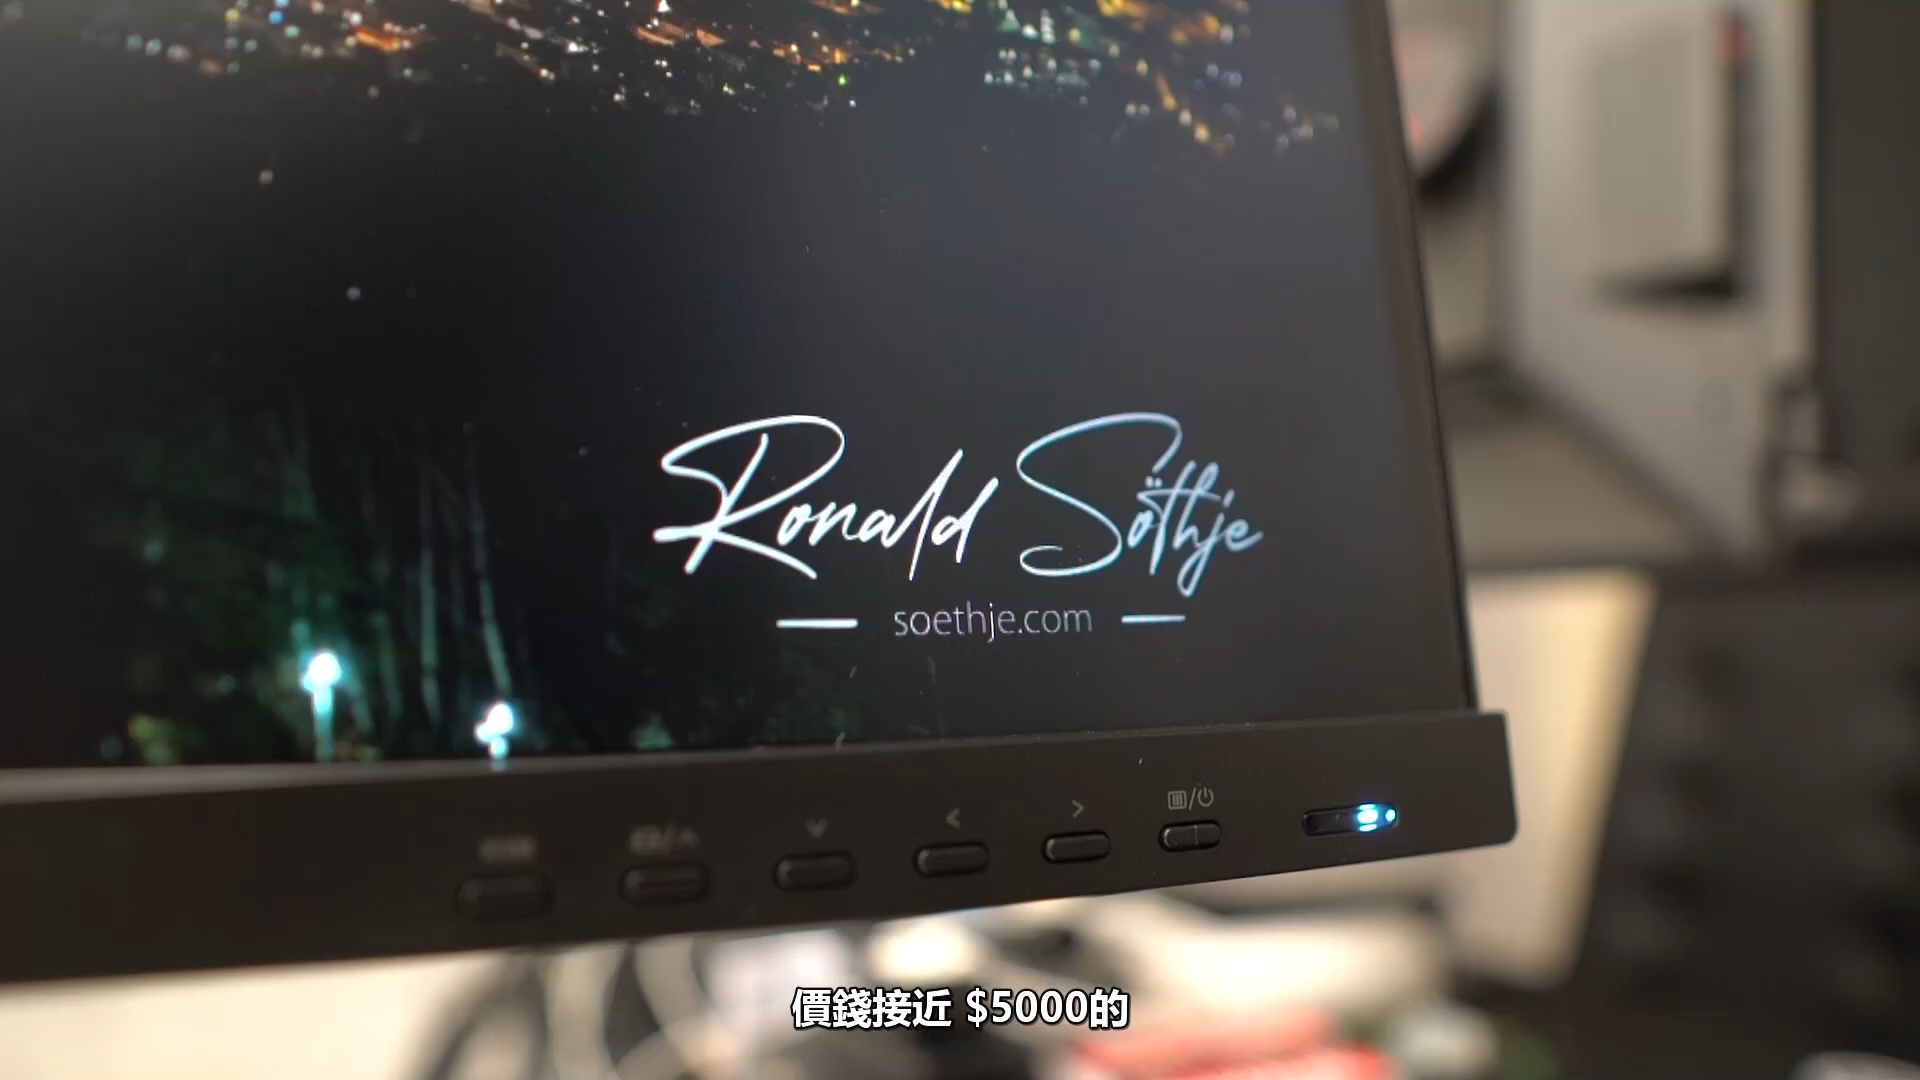 Ronald Söthje
soethje.com
價錢接近 $5000的